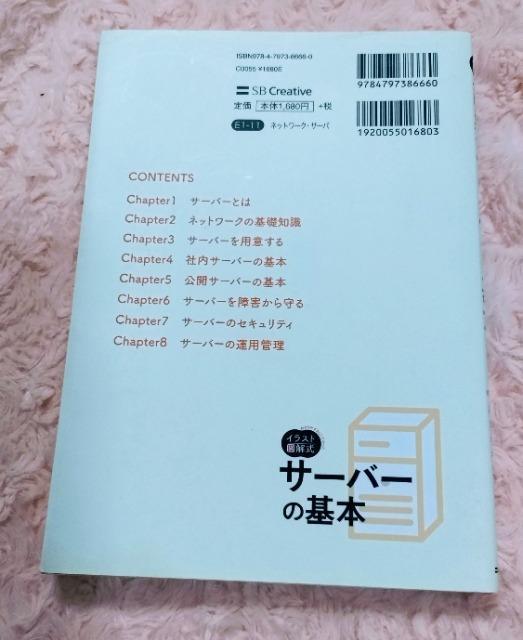 ISBN978-4-7973-8666-0
C0055 ¥1680E
SB Creative
定価 本体1,680円 +税
E1-11 ネットワーク・サーバ
9784797386660
1920055016803
CONTENTS
Chapter1 サーバーとは
Chapter2 ネットワークの基礎知識
Chapter3 サーバーを用意する
Chapter4 社内サーバーの基本
Chapter5 公開サーバーの基本
Chapter6 サーバーを障害から守る
Chapter7 サーバーのセキュリティ
Chapter8 サーバーの運用管理
イラスト
図解式
サーバー
の基本